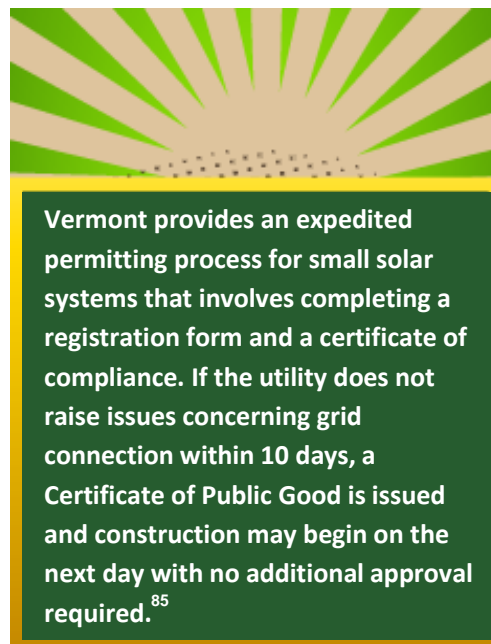 Vermont provides an expedited
permitting process for small solar
systems that involves completing a
registration form and a certificate of
compliance. If the utility does not
raise issues concerning grid
connection within 10 days, a
Certificate of Public Good is issued
and construction may begin on the
next day with no additional approval
required.85